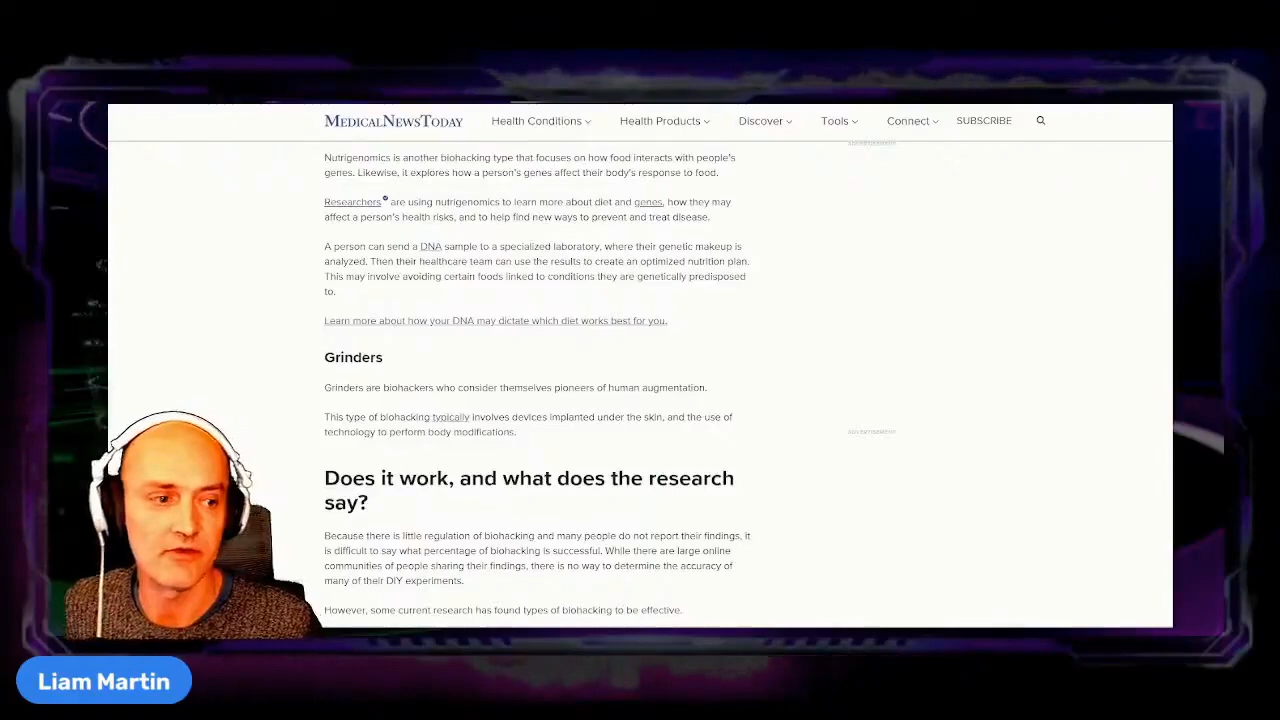 MEDICALNEWSTODAY
Health Conditions
Health Products
Discover
Tools
Connect
SUBSCRIBE
ADVERTISEMENT
Nutrigenomics is another biohacking type that focuses on how food interacts with people's
genes. Likewise, it explores how a person's genes affect their body's response to food.
Researchers are using nutrigenomics to learn more about diet and genes, how they may
affect a person's health risks, and to help find new ways to prevent and treat disease.
A person can send a DNA sample to a specialized laboratory, where their genetic makeup is
analyzed. Then their healthcare team can use the results to create an optimized nutrition plan.
This may involve avoiding certain foods linked to conditions they are genetically predisposed
to.
Learn more about how your DNA may dictate which diet works best for you.
Grinders
Grinders are biohackers who consider themselves pioneers of human augmentation.
This type of biohacking typically involves devices implanted under the skin, and the use of
technology to perform body modifications.
ADVERTISEMENT
Does it work, and what does the research
say?
Because there is little regulation of biohacking and many people do not report their findings, it
is difficult to say what percentage of biohacking is successful. While there are large online
communities of people sharing their findings, there is no way to determine the accuracy of
many of their DIY experiments.
However, some current research has found types of biohacking to be effective.
Liam Martin